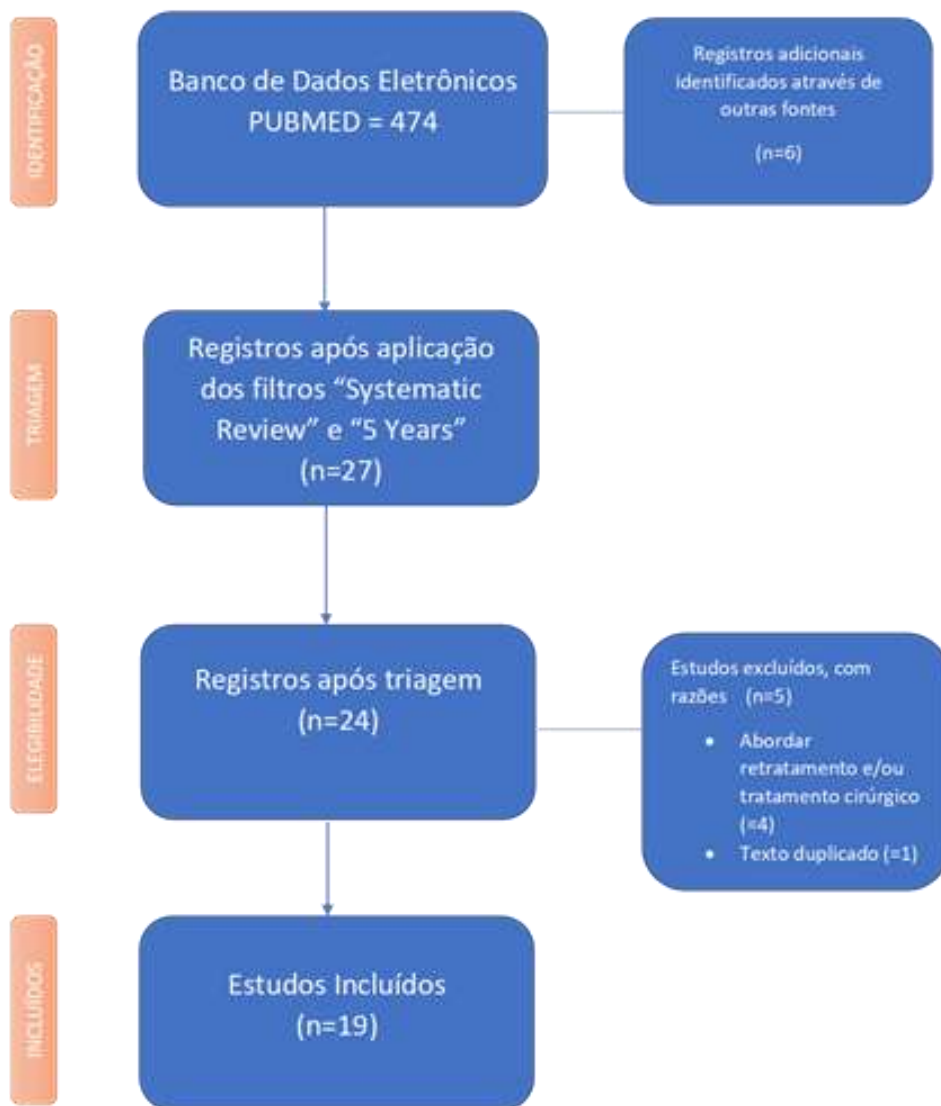 IDENTIFICAÇÃO
Banco de Dados Eletrônicos
PUBMED = 474
Registros adicionais
identificados através de
outras fontes
(n=6)
TRIAGEM
Registros após aplicação
dos filtros “Systematic
Review” e “5 Years”
(n=27)
ELEGIBILIDADE
Registros após triagem
(n=24)
Estudos excluídos, com
razões (n=5)
• Abordar
retratamento e/ou
tratamento cirúrgico
(=4)
• Texto duplicado (=1)
INCLUÍDOS
Estudos Incluídos
(n=19)